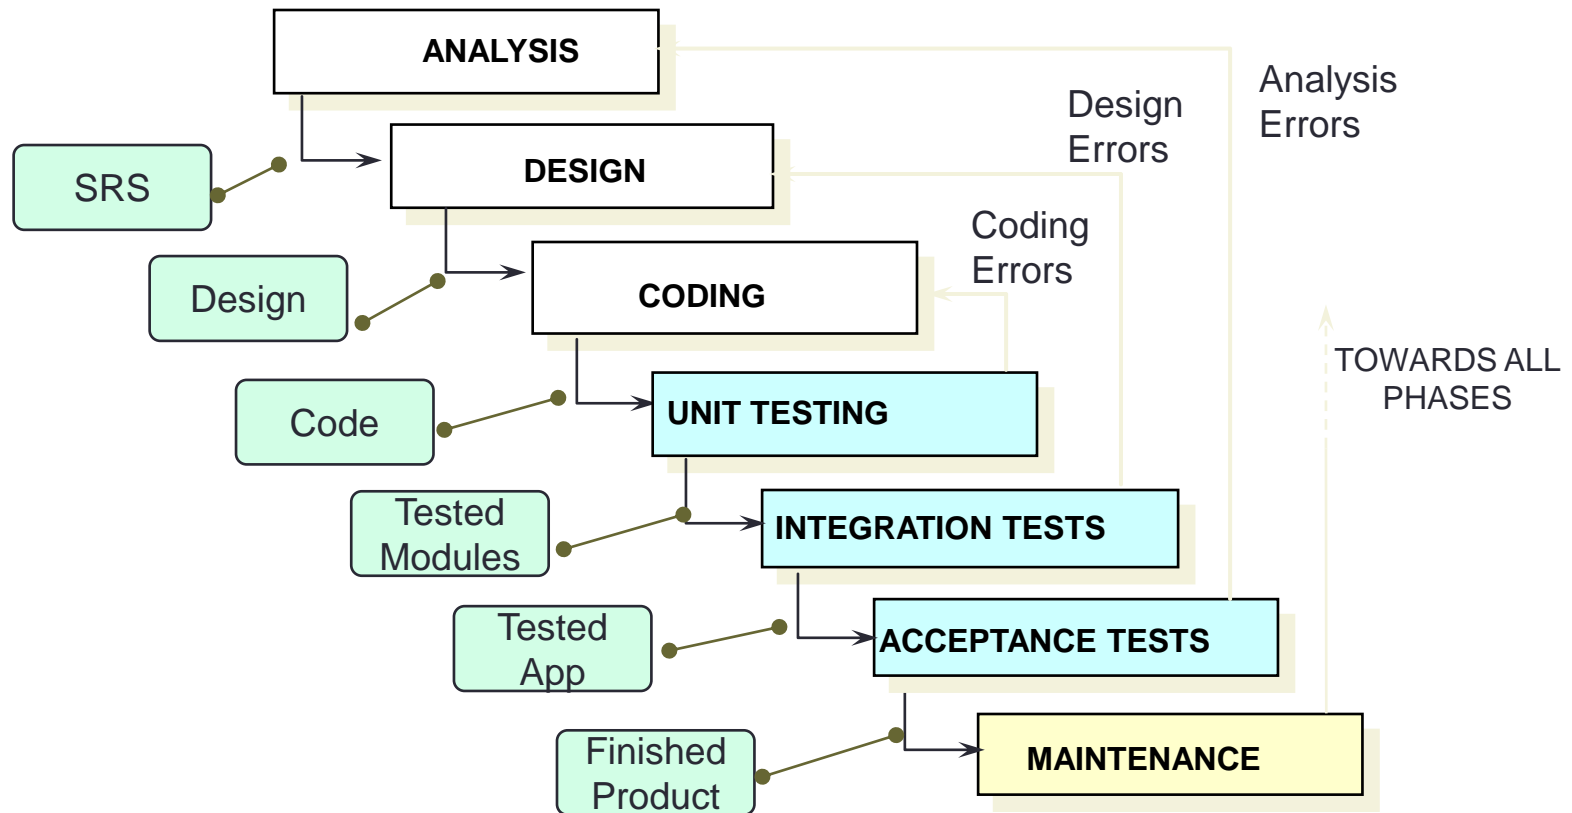 ANALYSIS
Analysis
Errors
Design
Errors
SRS
DESIGN
Coding
Errors
Design
CODING
TOWARDS ALL
PHASES
Code
UNIT TESTING
Tested
Modules
INTEGRATION TESTS
Tested
App
ACCEPTANCE TESTS
Finished
Product
MAINTENANCE